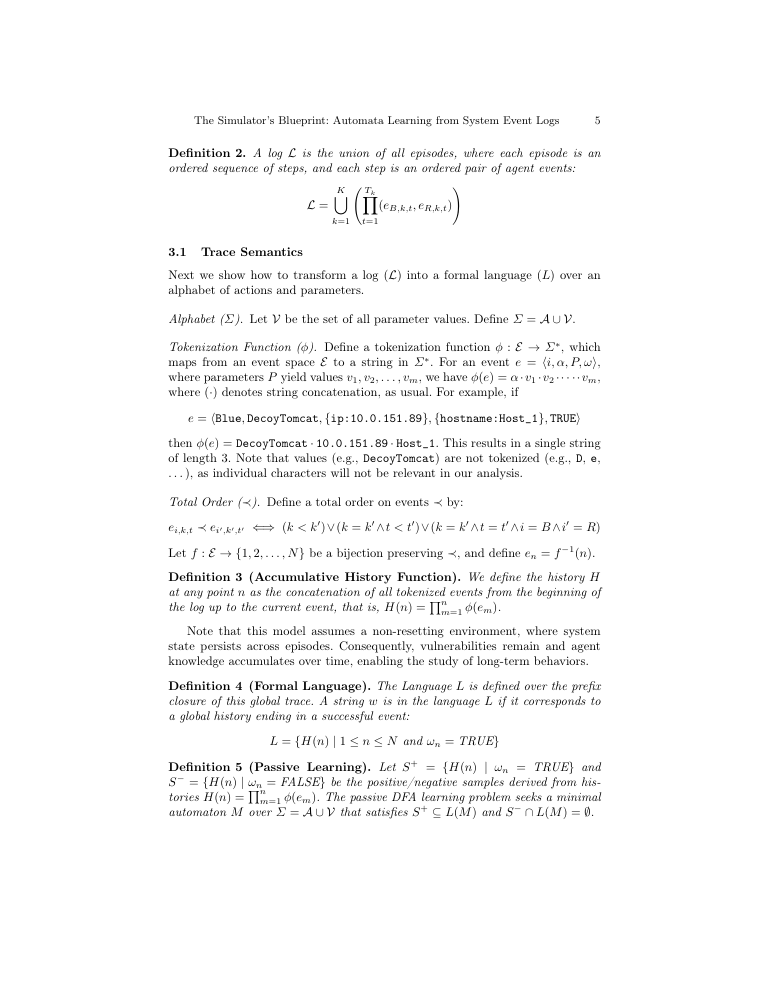 The Simulator's Blueprint: Automata Learning from System Event Logs 5
Definition 2. A log ℒ is the union of all episodes, where each episode is an
ordered sequence of steps, and each step is an ordered pair of agent events:
ℒ = ⋃_{k=1}^{K} (∏_{t=1}^{T_k} (e_{B,k,t}, e_{R,k,t}))
3.1 Trace Semantics
Next we show how to transform a log (ℒ) into a formal language (L) over an
alphabet of actions and parameters.
Alphabet (Σ). Let 𝒱 be the set of all parameter values. Define Σ = 𝒜 ∪ 𝒱.
Tokenization Function (ϕ). Define a tokenization function ϕ : ℰ → Σ*, which
maps from an event space ℰ to a string in Σ*. For an event e = ⟨i, α, P, ω⟩,
where parameters P yield values v₁, v₂, . . . , vₘ, we have ϕ(e) = α·v₁·v₂·····vₘ,
where (·) denotes string concatenation, as usual. For example, if
e = ⟨Blue, DecoyTomcat, {ip:10.0.151.89}, {hostname:Host_1}, TRUE⟩
then ϕ(e) = DecoyTomcat · 10.0.151.89 · Host_1. This results in a single string
of length 3. Note that values (e.g., DecoyTomcat) are not tokenized (e.g., D, e,
. . . ), as individual characters will not be relevant in our analysis.
Total Order (≺). Define a total order on events ≺ by:
e_{i,k,t} ≺ e_{i′,k′,t′} ⟺ (k < k′)∨(k = k′∧t < t′)∨(k = k′∧t = t′∧i = B∧i′ = R)
Let f : ℰ → {1, 2, . . . , N} be a bijection preserving ≺, and define eₙ = f⁻¹(n).
Definition 3 (Accumulative History Function). We define the history H
at any point n as the concatenation of all tokenized events from the beginning of
the log up to the current event, that is, H(n) = ∏_{m=1}^{n} ϕ(eₘ).
Note that this model assumes a non-resetting environment, where system
state persists across episodes. Consequently, vulnerabilities remain and agent
knowledge accumulates over time, enabling the study of long-term behaviors.
Definition 4 (Formal Language). The Language L is defined over the prefix
closure of this global trace. A string w is in the language L if it corresponds to
a global history ending in a successful event:
L = {H(n) | 1 ≤ n ≤ N and ωₙ = TRUE}
Definition 5 (Passive Learning). Let S⁺ = {H(n) | ωₙ = TRUE} and
S⁻ = {H(n) | ωₙ = FALSE} be the positive/negative samples derived from his-
tories H(n) = ∏_{m=1}^{n} ϕ(eₘ). The passive DFA learning problem seeks a minimal
automaton M over Σ = 𝒜 ∪ 𝒱 that satisfies S⁺ ⊆ L(M) and S⁻ ∩ L(M) = ∅.